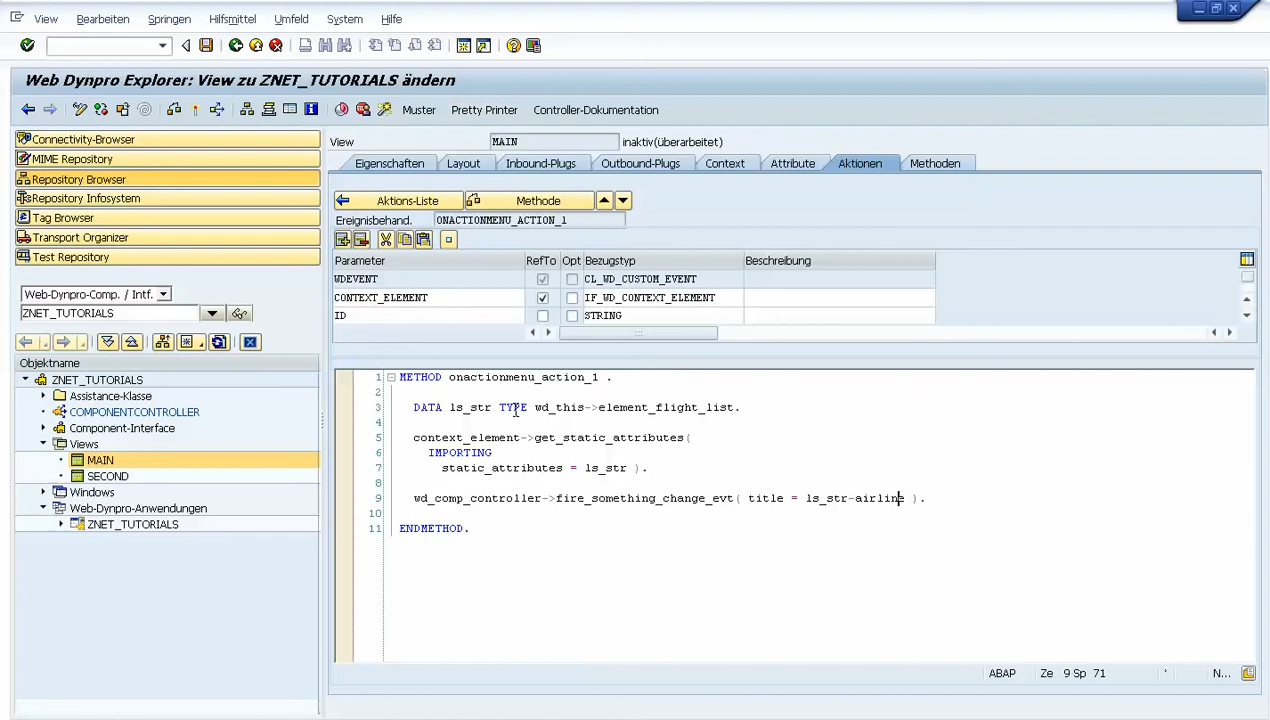 View Bearbeiten Springen Hilfsmittel Umfeld System Hilfe
Web Dynpro Explorer: View zu ZNET_TUTORIALS ändern
Muster Pretty Printer Controller-Dokumentation
Connectivity-Browser
MIME Repository
Repository Browser
Repository Infosystem
Tag Browser
Transport Organizer
Test Repository
Web-Dynpro-Comp. / Intf.
ZNET_TUTORIALS
Objektname
ZNET_TUTORIALS
Assistance-Klasse
COMPONENTCONTROLLER
Component-Interface
Views
MAIN
SECOND
Windows
Web-Dynpro-Anwendungen
ZNET_TUTORIALS
View MAIN inaktiv(überarbeitet)
Eigenschaften Layout Inbound-Plugs Outbound-Plugs Context Attribute Aktionen Methoden
Aktions-Liste Methode
Ereignisbehand. ONACTIONMENU_ACTION_1
Parameter RefTo Opt Bezugstyp Beschreibung
WDEVENT CL_WD_CUSTOM_EVENT
CONTEXT_ELEMENT IF_WD_CONTEXT_ELEMENT
ID STRING
1 METHOD onactionmenu_action_1 .
2
3 DATA ls_str TYPE wd_this->element_flight_list.
4
5 context_element->get_static_attributes(
6 IMPORTING
7 static_attributes = ls_str ).
8
9 wd_comp_controller->fire_something_change_evt( title = ls_str-airline ).
10
11 ENDMETHOD.
ABAP Ze 9 Sp 71 N...